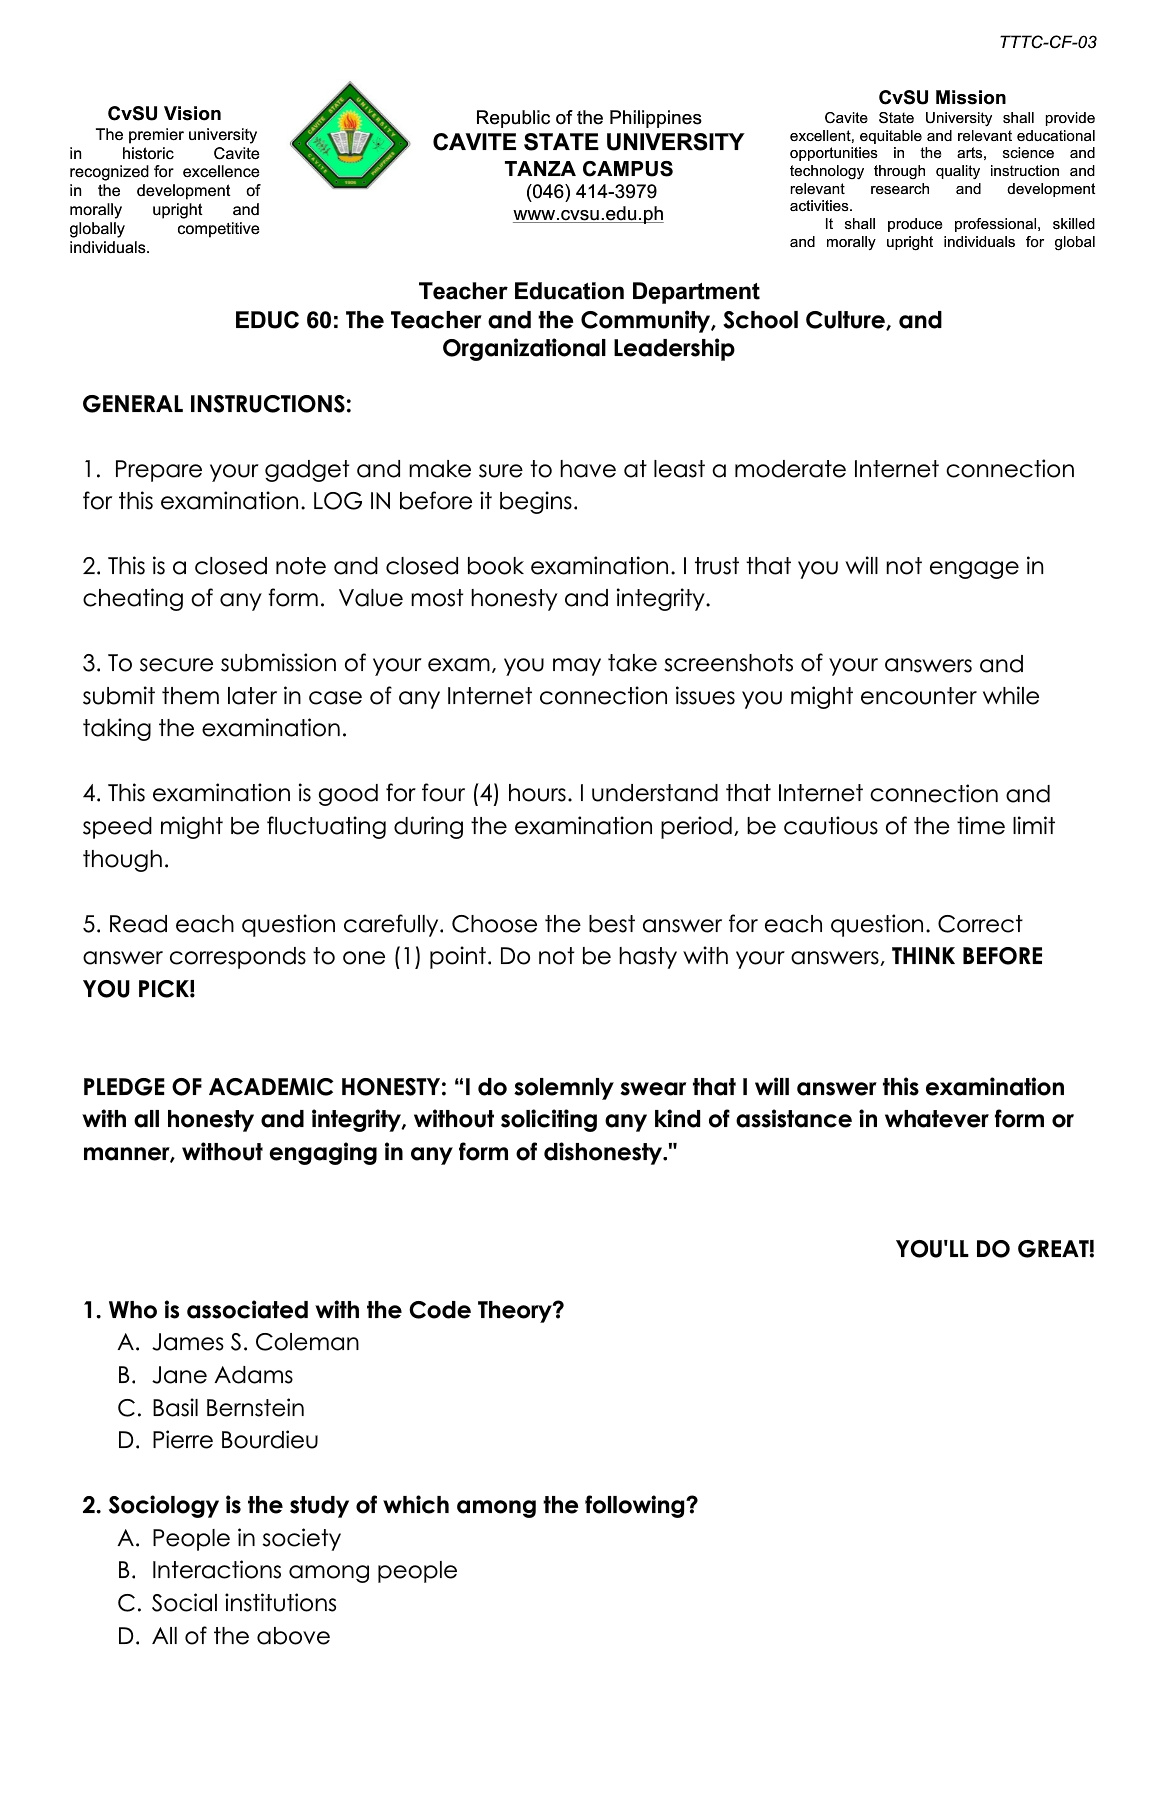 TTTC-CF-03
CvSU Vision
The premier university
in historic Cavite
recognized for excellence
in the development of
morally upright and
globally competitive
individuals.
CAVITE STATE UNIVERSITY
CAVITE
PHILIPPINES
Republic of the Philippines
CAVITE STATE UNIVERSITY
TANZA CAMPUS
(046) 414-3979
www.cvsu.edu.ph
CvSU Mission
Cavite State University shall provide
excellent, equitable and relevant educational
opportunities in the arts, science and
technology through quality instruction and
relevant research and development
activities.
It shall produce professional, skilled
and morally upright individuals for global
Teacher Education Department
EDUC 60: The Teacher and the Community, School Culture, and
Organizational Leadership
GENERAL INSTRUCTIONS:
1. Prepare your gadget and make sure to have at least a moderate Internet connection
for this examination. LOG IN before it begins.
2. This is a closed note and closed book examination. I trust that you will not engage in
cheating of any form. Value most honesty and integrity.
3. To secure submission of your exam, you may take screenshots of your answers and
submit them later in case of any Internet connection issues you might encounter while
taking the examination.
4. This examination is good for four (4) hours. I understand that Internet connection and
speed might be fluctuating during the examination period, be cautious of the time limit
though.
5. Read each question carefully. Choose the best answer for each question. Correct
answer corresponds to one (1) point. Do not be hasty with your answers, THINK BEFORE
YOU PICK!
PLEDGE OF ACADEMIC HONESTY: “I do solemnly swear that I will answer this examination
with all honesty and integrity, without soliciting any kind of assistance in whatever form or
manner, without engaging in any form of dishonesty."
YOU'LL DO GREAT!
1. Who is associated with the Code Theory?
A. James S. Coleman
B. Jane Adams
C. Basil Bernstein
D. Pierre Bourdieu
2. Sociology is the study of which among the following?
A. People in society
B. Interactions among people
C. Social institutions
D. All of the above